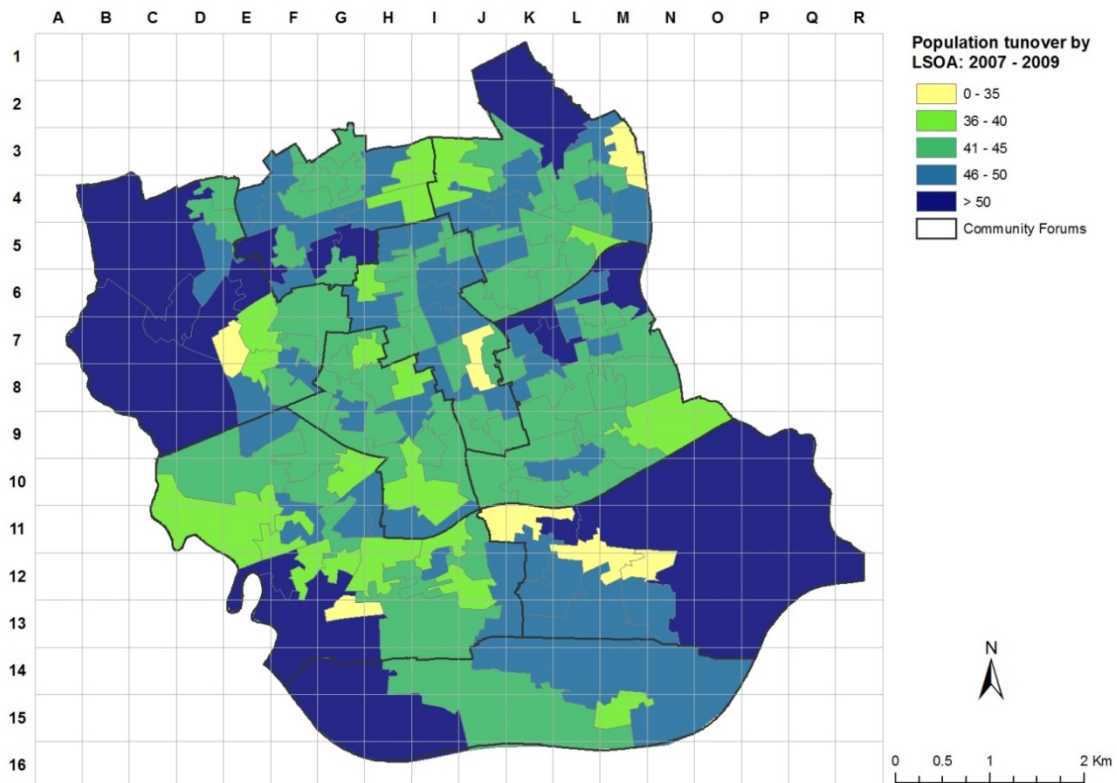 A B C D E F G H I J K L M N O P Q R
1
2
3
4
5
6
7
8
9
10
11
12
13
14
15
16
Population tunover by
LSOA: 2007 - 2009
0 - 35
36 - 40
41 - 45
46 - 50
> 50
Community Forums
N
0 0.5 1 2 Km